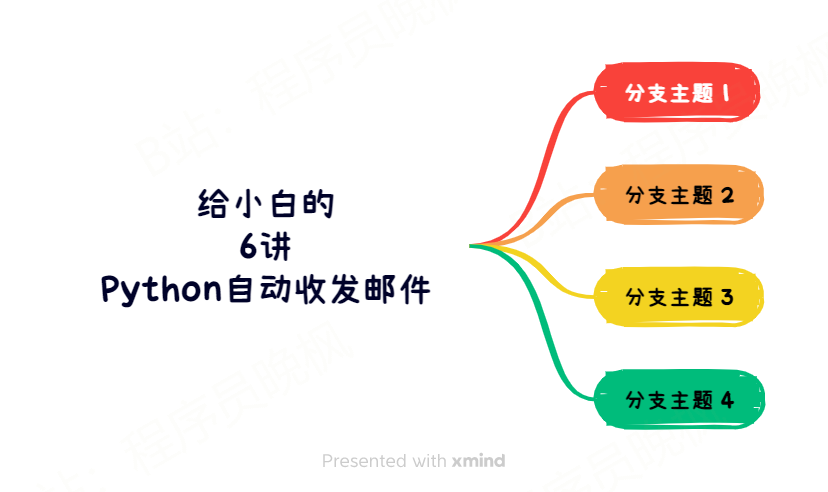 B站：程序员晚枫
给小白的
6讲
Python自动收发邮件
分支主题 1
分支主题 2
分支主题 3
分支主题 4
程序员晚枫
Presented with xmind